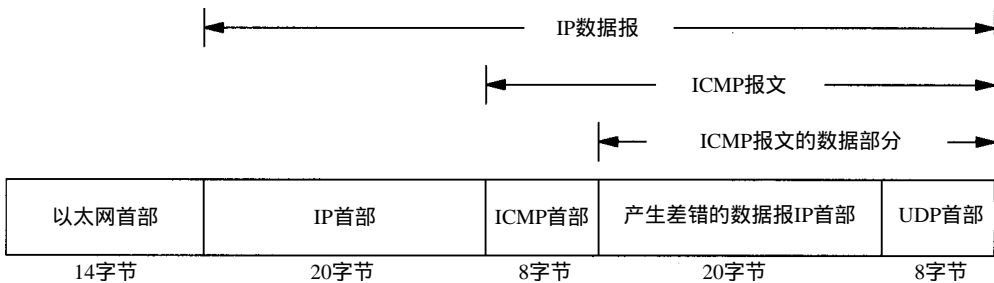 IP数据报
ICMP报文
ICMP报文的数据部分
以太网首部 IP首部 ICMP首部 产生差错的数据报IP首部 UDP首部
14字节 20字节 8字节 20字节 8字节